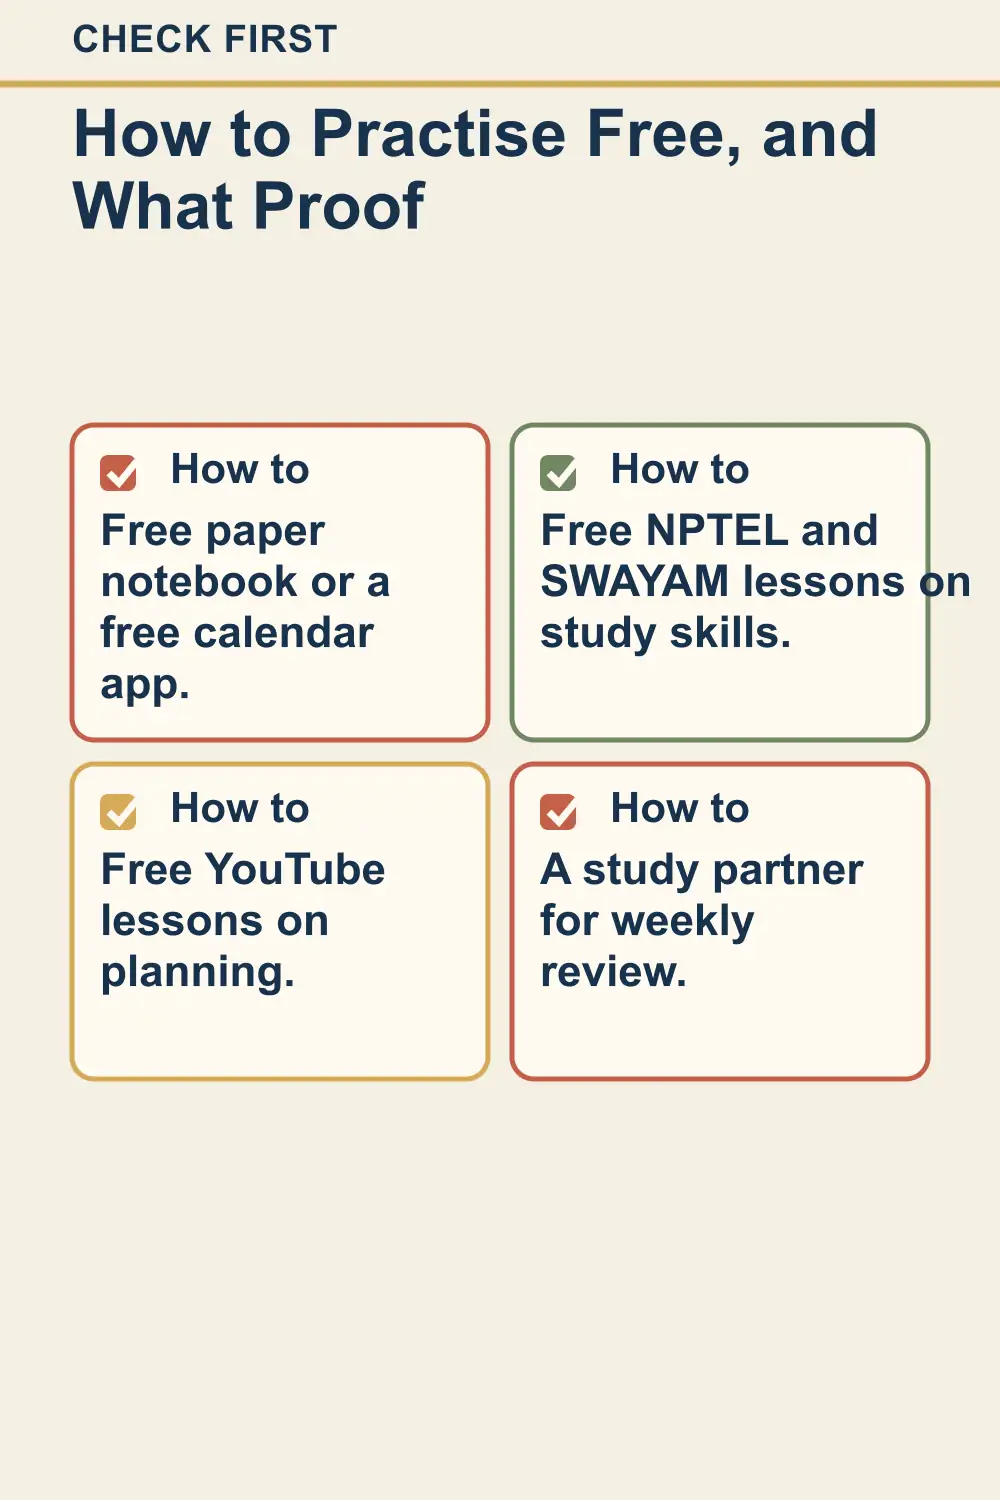 CHECK FIRST
How to Practise Free, and
What Proof
How to
Free paper
notebook or a
free calendar
app.
How to
Free NPTEL and
SWAYAM lessons on
study skills.
How to
Free YouTube
lessons on
planning.
How to
A study partner
for weekly
review.